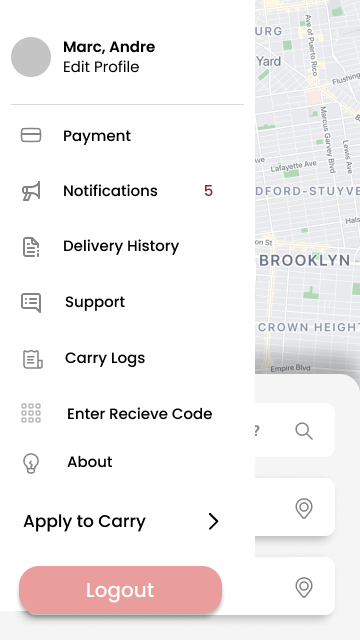 Marc, Andre
Edit Profile
Payment
Notifications 5
Delivery History
Support
Carry Logs
Enter Recieve Code
About
Apply to Carry
Logout
URG
Yard
Ave of Puerto Rico
Flushing
Marcus Garvey Blvd
Lewis Ave
Lafayette Ave
DFORD-STUYVE
Hals
on St
BROOKLYN
CROWN HEIGHT
Empire Blvd
?